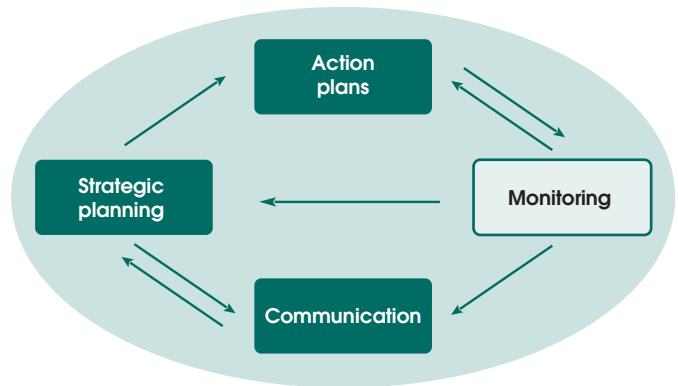 Action
plans
Strategic
planning
Monitoring
Communication